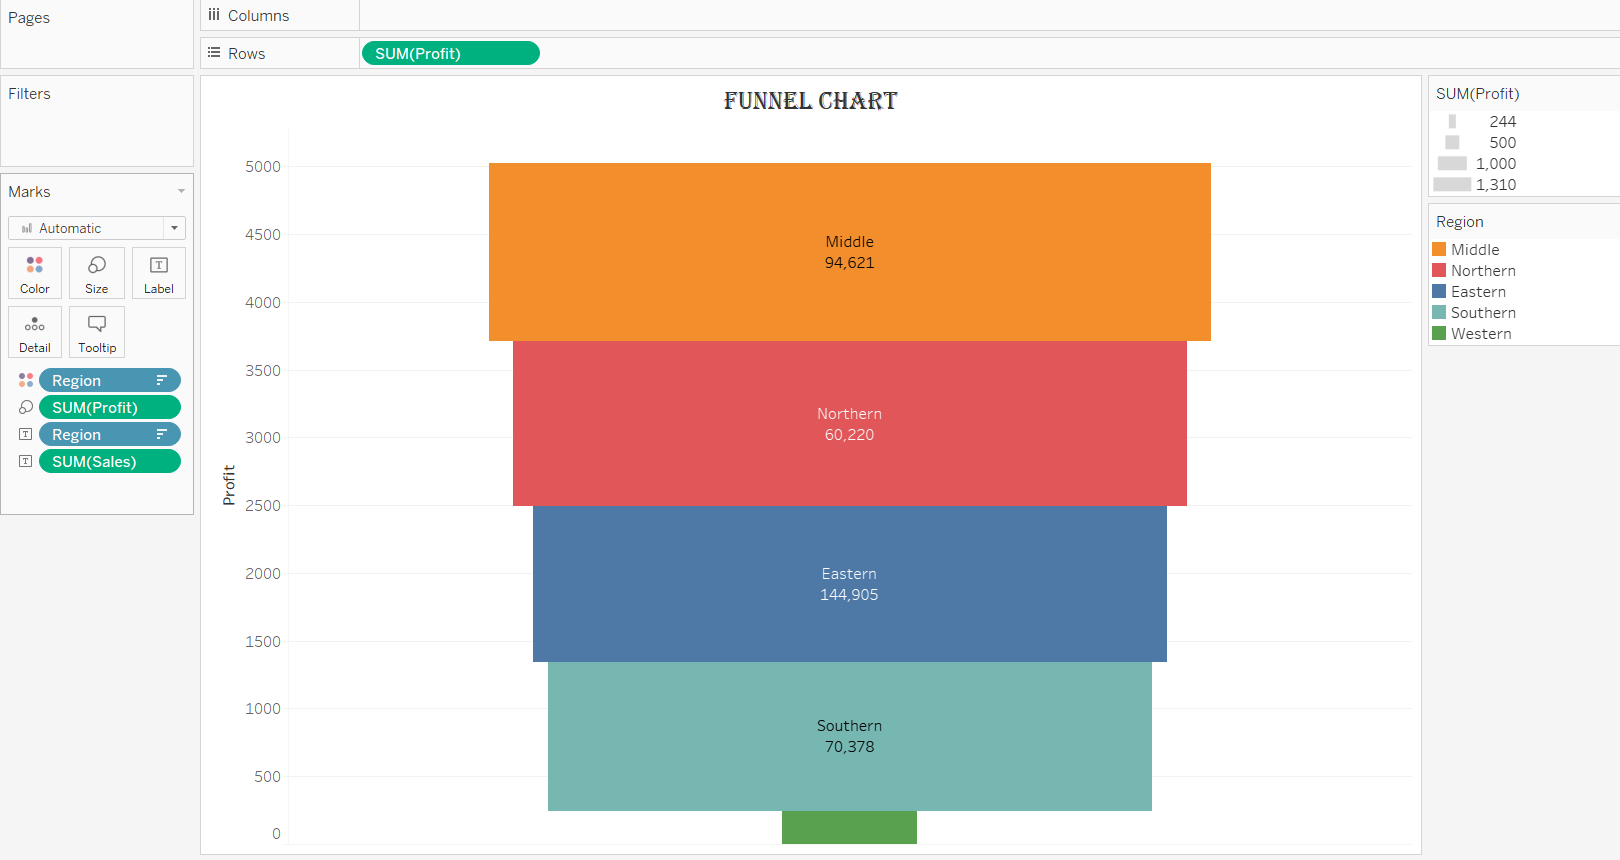 Pages
Columns
Rows
SUM(Profit)
Filters
Marks
Automatic
Color
Size
Label
Detail
Tooltip
Region
SUM(Profit)
Region
SUM(Sales)
FUNNEL CHART
Profit
5000
4500
4000
3500
3000
2500
2000
1500
1000
500
0
Middle
94,621
Northern
60,220
Eastern
144,905
Southern
70,378
SUM(Profit)
244
500
1,000
1,310
Region
Middle
Northern
Eastern
Southern
Western